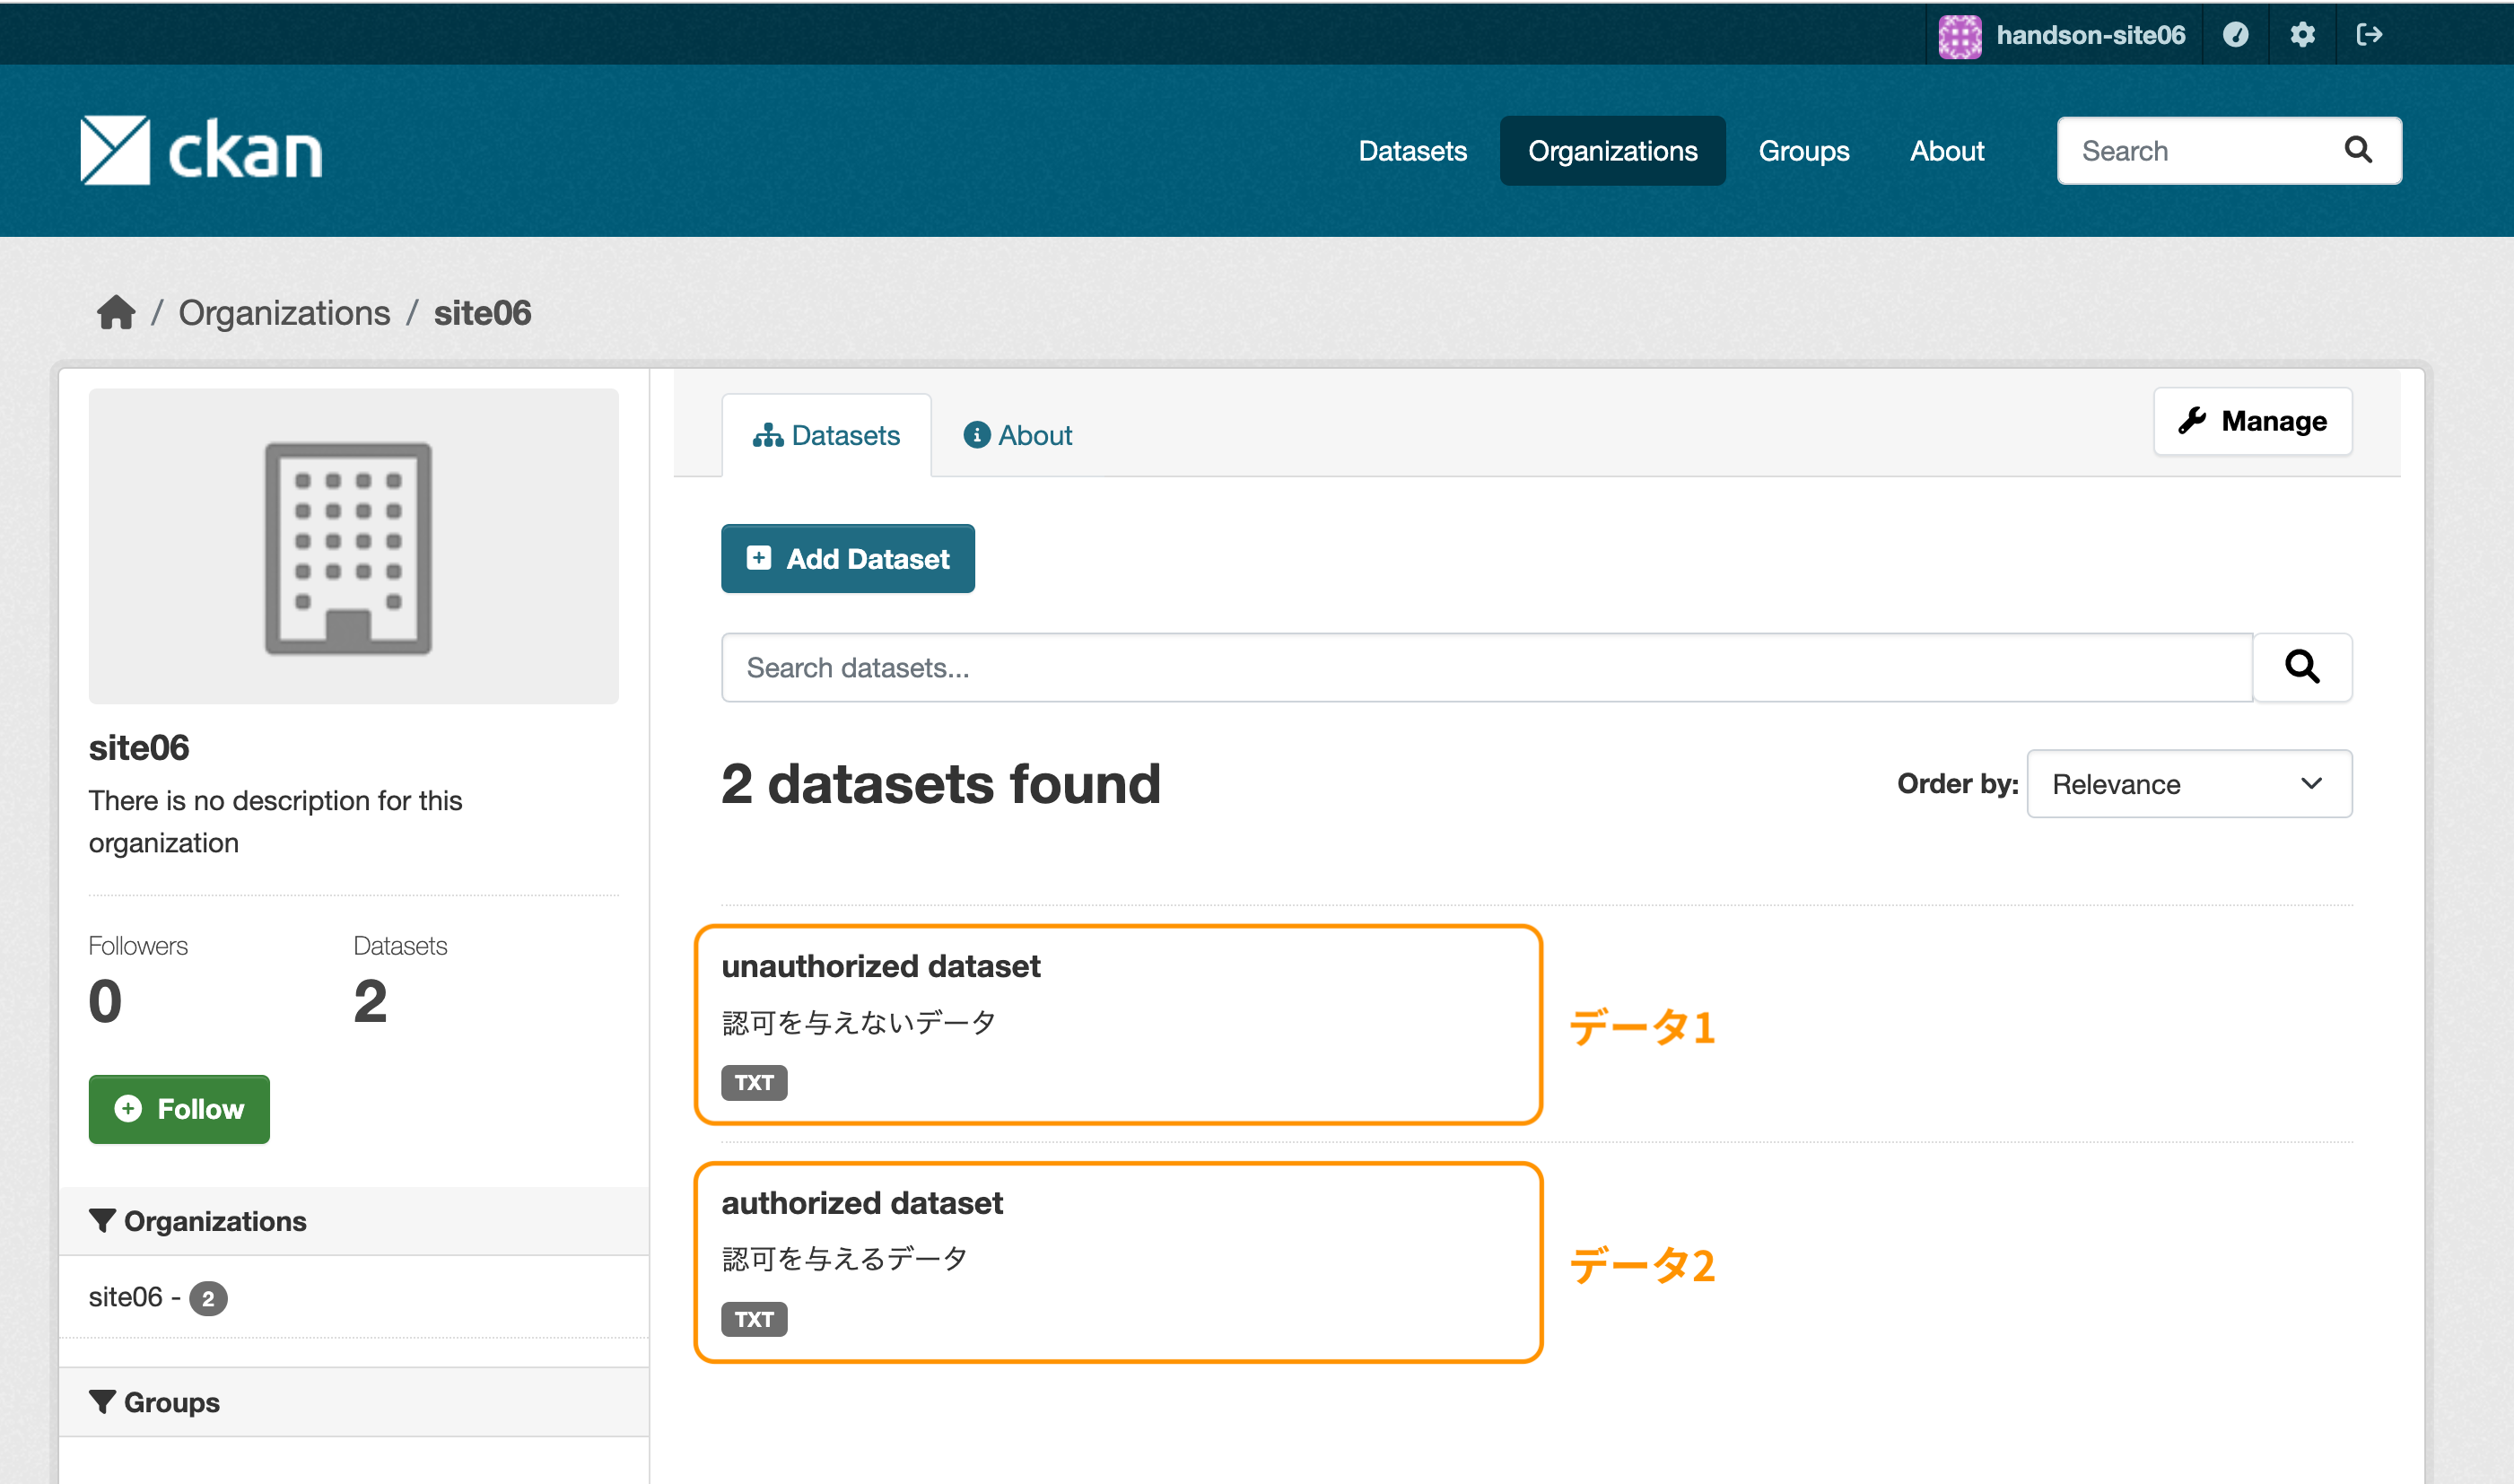 handson-site06
ckan
Datasets
Organizations
Groups
About
Search
/ Organizations / site06
Datasets
About
Manage
Add Dataset
Search datasets...
site06
There is no description for this
organization
2 datasets found
Order by:
Relevance
Followers
0
Datasets
2
Follow
unauthorized dataset
認可を与えないデータ
TXT
データ1
authorized dataset
認可を与えるデータ
TXT
データ2
Organizations
site06 - 2
Groups